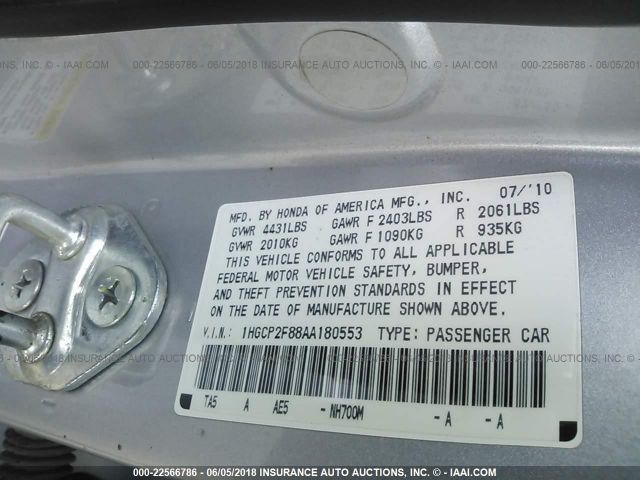 000-22566786 - 06/05/2018 INSURANCE AUTO AUCTIONS - IAAI.COM
000-22566786 - 06/05/2018 INSURANCE AUTO AUCTIONS - IAAI.COM
MFD. BY HONDA OF AMERICA MFG., INC. 07/'10
GVWR 4431LBS GAWR F 2403LBS R 2061LBS
GVWR 2010KG GAWR F 1090KG R 935KG
THIS VEHICLE CONFORMS TO ALL APPLICABLE
FEDERAL MOTOR VEHICLE SAFETY, BUMPER,
AND THEFT PREVENTION STANDARDS IN EFFECT
ON THE DATE OF MANUFACTURE SHOWN ABOVE.
V.I.N.: 1HGCP2F88AA180553 TYPE: PASSENGER CAR
TA5 A AE5 - NH700M - A - A
000-22566786 - 06/05/2018 INSURANCE AUTO AUCTIONS - IAAI.COM